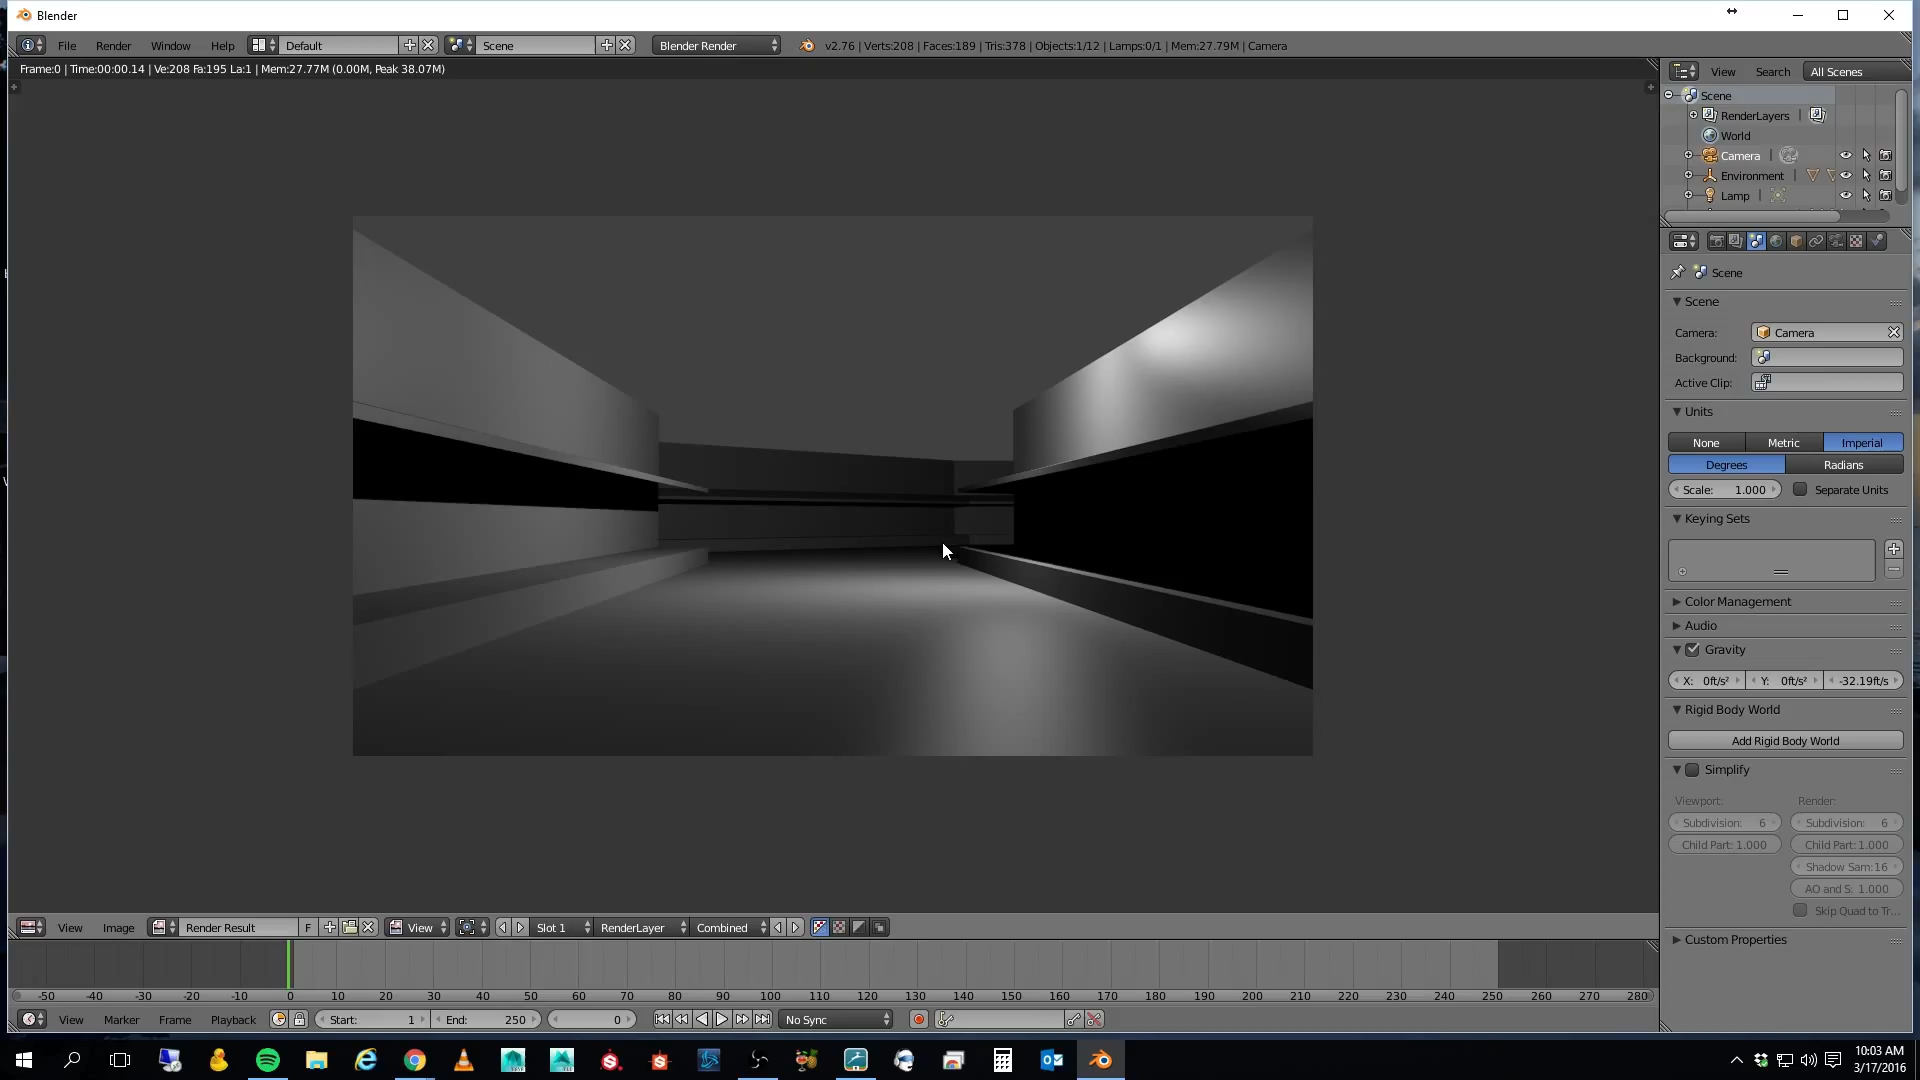 Blender
File Render Window Help Default Scene Blender Render v2.76 | Verts:208 | Faces:189 | Tris:378 | Objects:1/12 | Lamps:0/1 | Mem:27.79M | Camera
Frame:0 | Time:00:00.14 | Ve:208 Fa:195 La:1 | Mem:27.77M (0.00M, Peak 38.07M)
View Search All Scenes
Scene
RenderLayers
World
Camera
Environment
Lamp
Scene
Scene
Camera: Camera
Background:
Active Clip:
Units
None Metric Imperial
Degrees Radians
Scale: 1.000 Separate Units
Keying Sets
Color Management
Audio
Gravity
X: 0ft/s² Y: 0ft/s² -32.19ft/s
Rigid Body World
Add Rigid Body World
Simplify
Viewport: Render:
Subdivision: 6 Subdivision: 6
Child Part: 1.000 Child Part: 1.000
Shadow Sam:16
AO and S: 1.000
Skip Quad to Tr...
Custom Properties
View Image Render Result F View Slot 1 RenderLayer Combined
-50 -40 -30 -20 -10 0 10 20 30 40 50 60 70 80 90 100 110 120 130 140 150 160 170 180 190 200 210 220 230 240 250 260 270 280
View Marker Frame Playback Start: 1 End: 250 0 No Sync
10:03 AM
3/17/2016